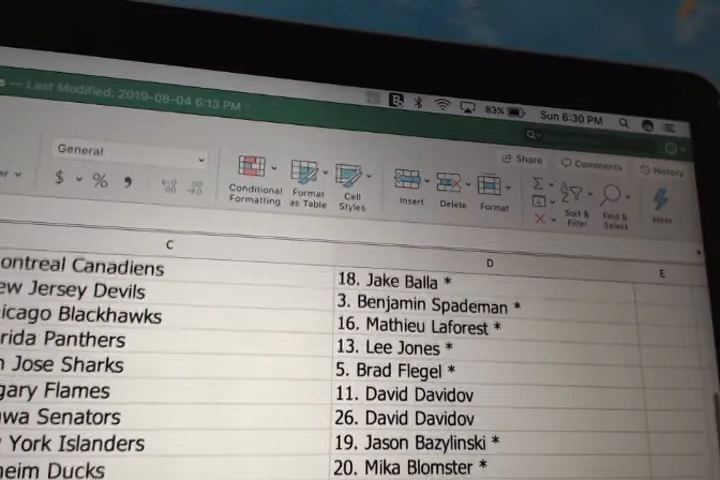 s — Last Modified: 2019-08-04 6:13 PM
83% Sun 6:30 PM
Share Comments History
General
$ % ,
Conditional Formatting
Format as Table
Cell Styles
Insert
Delete
Format
Sort & Filter
Find & Select
Ideas
C D E
ontreal Canadiens 18. Jake Balla *
ew Jersey Devils 3. Benjamin Spademan *
icago Blackhawks 16. Mathieu Laforest *
rida Panthers 13. Lee Jones *
n Jose Sharks 5. Brad Flegel *
gary Flames 11. David Davidov
wa Senators 26. David Davidov
York Islanders 19. Jason Bazylinski *
heim Ducks 20. Mika Blomster *